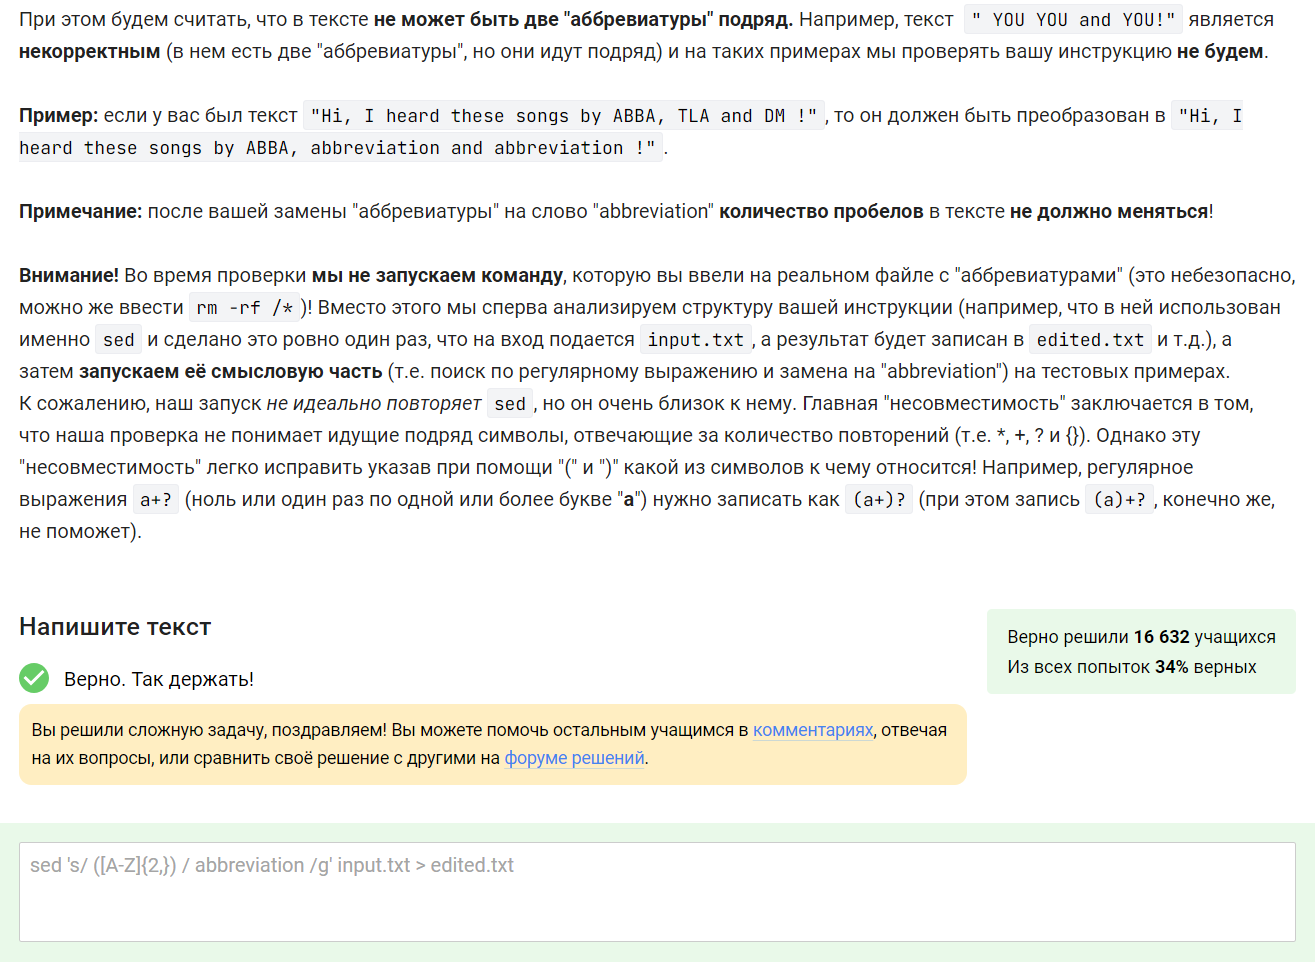 При этом будем считать, что в тексте не может быть две "аббревиатуры" подряд. Например, текст " YOU YOU and YOU!" является
некорректным (в нем есть две "аббревиатуры", но они идут подряд) и на таких примерах мы проверять вашу инструкцию не будем.
Пример: если у вас был текст "Hi, I heard these songs by ABBA, TLA and DM !", то он должен быть преобразован в "Hi, I
heard these songs by ABBA, abbreviation and abbreviation !".
Примечание: после вашей замены "аббревиатуры" на слово "abbreviation" количество пробелов в тексте не должно меняться!
Внимание! Во время проверки мы не запускаем команду, которую вы ввели на реальном файле с "аббревиатурами" (это небезопасно,
можно же ввести rm -rf /*)! Вместо этого мы сперва анализируем структуру вашей инструкции (например, что в ней использован
именно sed и сделано это ровно один раз, что на вход подается input.txt, а результат будет записан в edited.txt и т.д.), а
затем запускаем её смысловую часть (т.е. поиск по регулярному выражению и замена на "abbreviation") на тестовых примерах.
К сожалению, наш запуск не идеально повторяет sed, но он очень близок к нему. Главная "несовместимость" заключается в том,
что наша проверка не понимает идущие подряд символы, отвечающие за количество повторений (т.е. *, +, ? и {}). Однако эту
"несовместимость" легко исправить указав при помощи "(" и ")" какой из символов к чему относится! Например, регулярное
выражения a+? (ноль или один раз по одной или более букве "a") нужно записать как (a+)? (при этом запись (a)+?, конечно же,
не поможет).
Напишите текст
Верно решили 16 632 учащихся
Из всех попыток 34% верных
Верно. Так держать!
Вы решили сложную задачу, поздравляем! Вы можете помочь остальным учащимся в комментариях, отвечая
на их вопросы, или сравнить своё решение с другими на форуме решений.
sed 's/ ([A-Z]{2,}) / abbreviation /g' input.txt > edited.txt